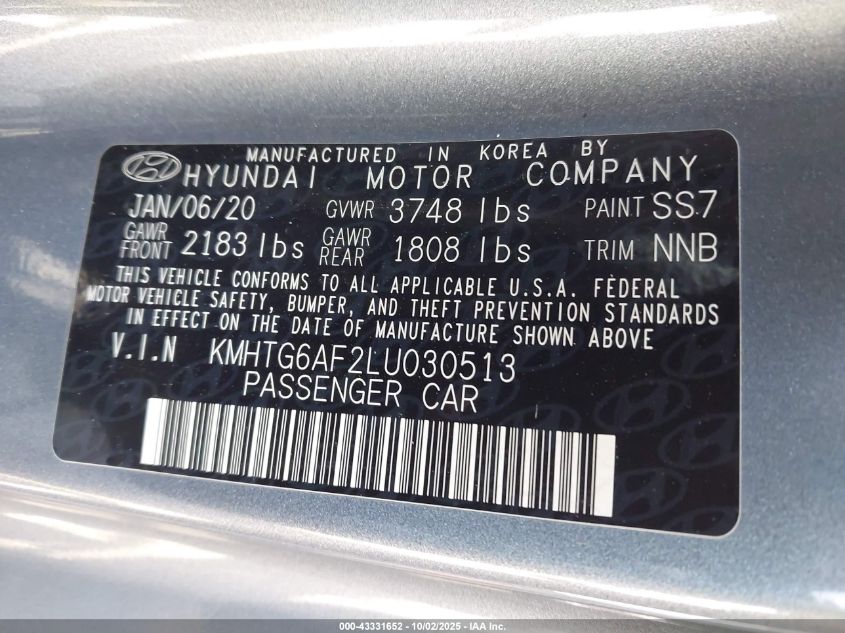 MANUFACTURED IN KOREA BY
HYUNDAI MOTOR COMPANY
JAN/06/20 GVWR 3748 lbs PAINT SS7
GAWR FRONT 2183 lbs GAWR REAR 1808 lbs TRIM NNB
THIS VEHICLE CONFORMS TO ALL APPLICABLE U.S.A. FEDERAL
MOTOR VEHICLE SAFETY, BUMPER, AND THEFT PREVENTION STANDARDS
IN EFFECT ON THE DATE OF MANUFACTURE SHOWN ABOVE
V.I.N KMHTG6AF2LU030513
PASSENGER CAR
000-43331652 - 10/02/2025 - IAA Inc.